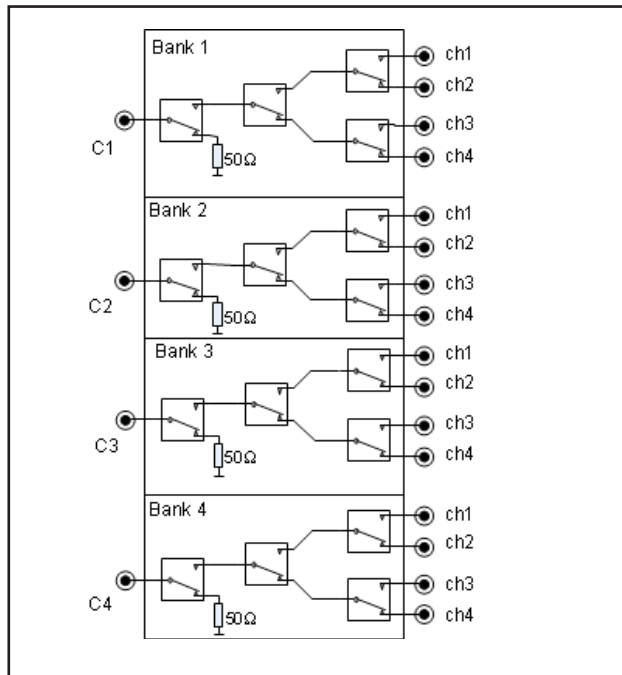 Bank 1
ch1
ch2
C1
ch3
ch4
50Ω
Bank 2
ch1
ch2
C2
ch3
ch4
50Ω
Bank 3
ch1
ch2
C3
ch3
ch4
50Ω
Bank 4
ch1
ch2
C4
ch3
ch4
50Ω